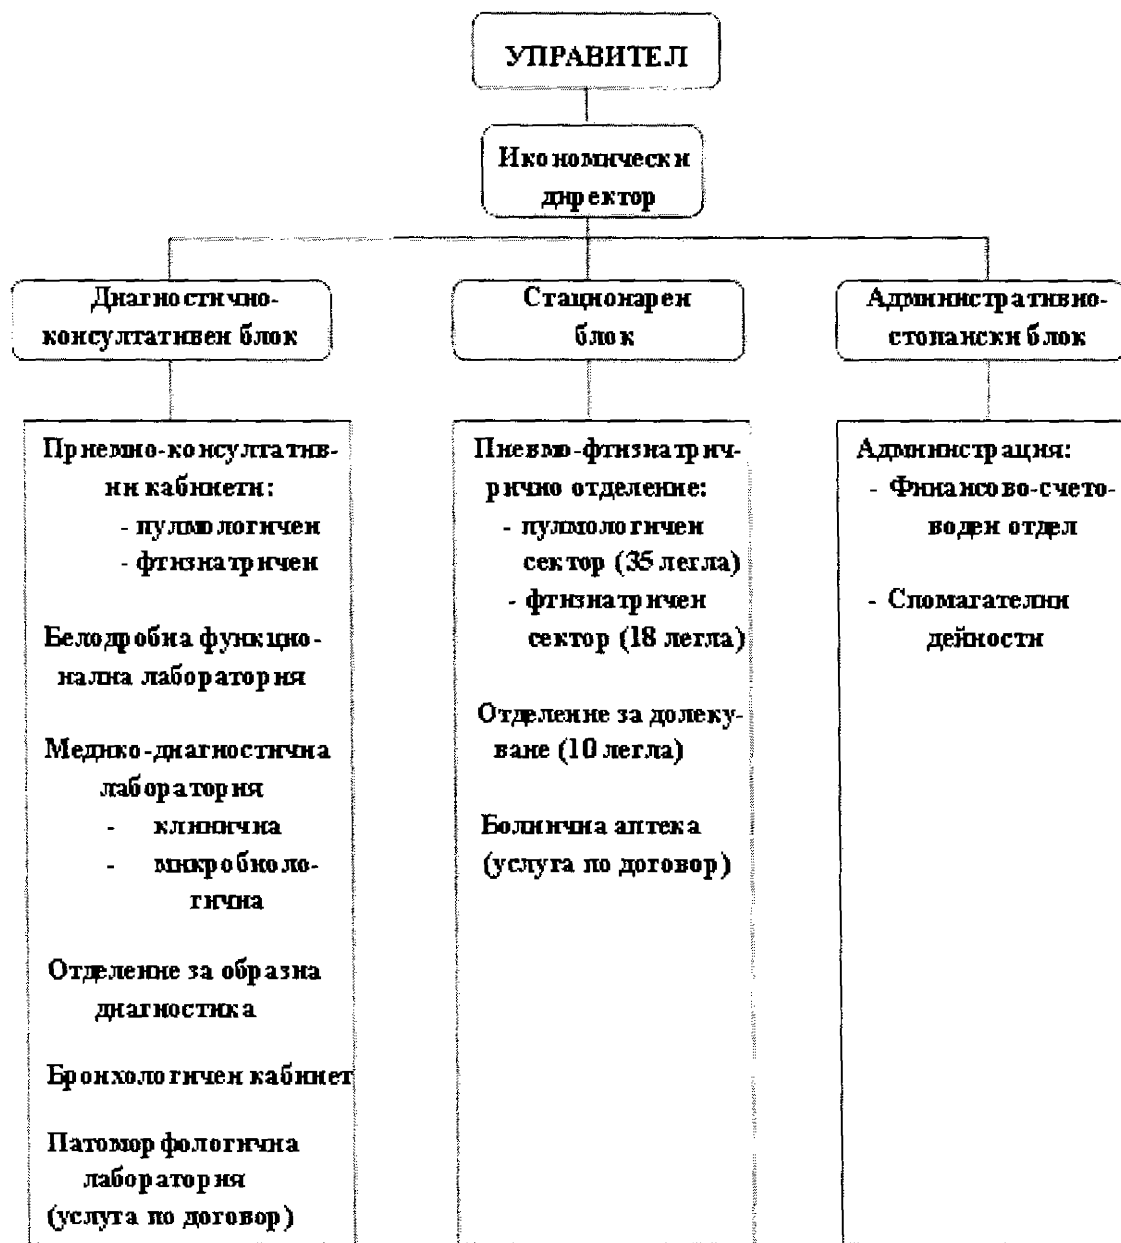 УПРАВИТЕЛ
Икономически
директор
Диагностично-
консултативен блок
Стационарен
блок
Административно-
стопански блок
Приемно-консултатив-
ни кабинети:
- пулмологичен
- фтизиатричен
Белодробна функцио-
нална лаборатория
Медико-диагностична
лаборатория
- клинична
- микробиоло-
гична
Отделение за образна
диагностика
Бронхологичен кабинет
Патоморфологична
лаборатория
(услуга по договор)
Пневмо-фтизиатрич-
рично отделение:
- пулмологичен
сектор (35 легла)
- фтизиатричен
сектор (18 легла)
Отделение за долеку-
ване (10 легла)
Болнична аптека
(услуга по договор)
Администрация:
- Финансово-счето-
воден отдел
- Спомагателни
дейности